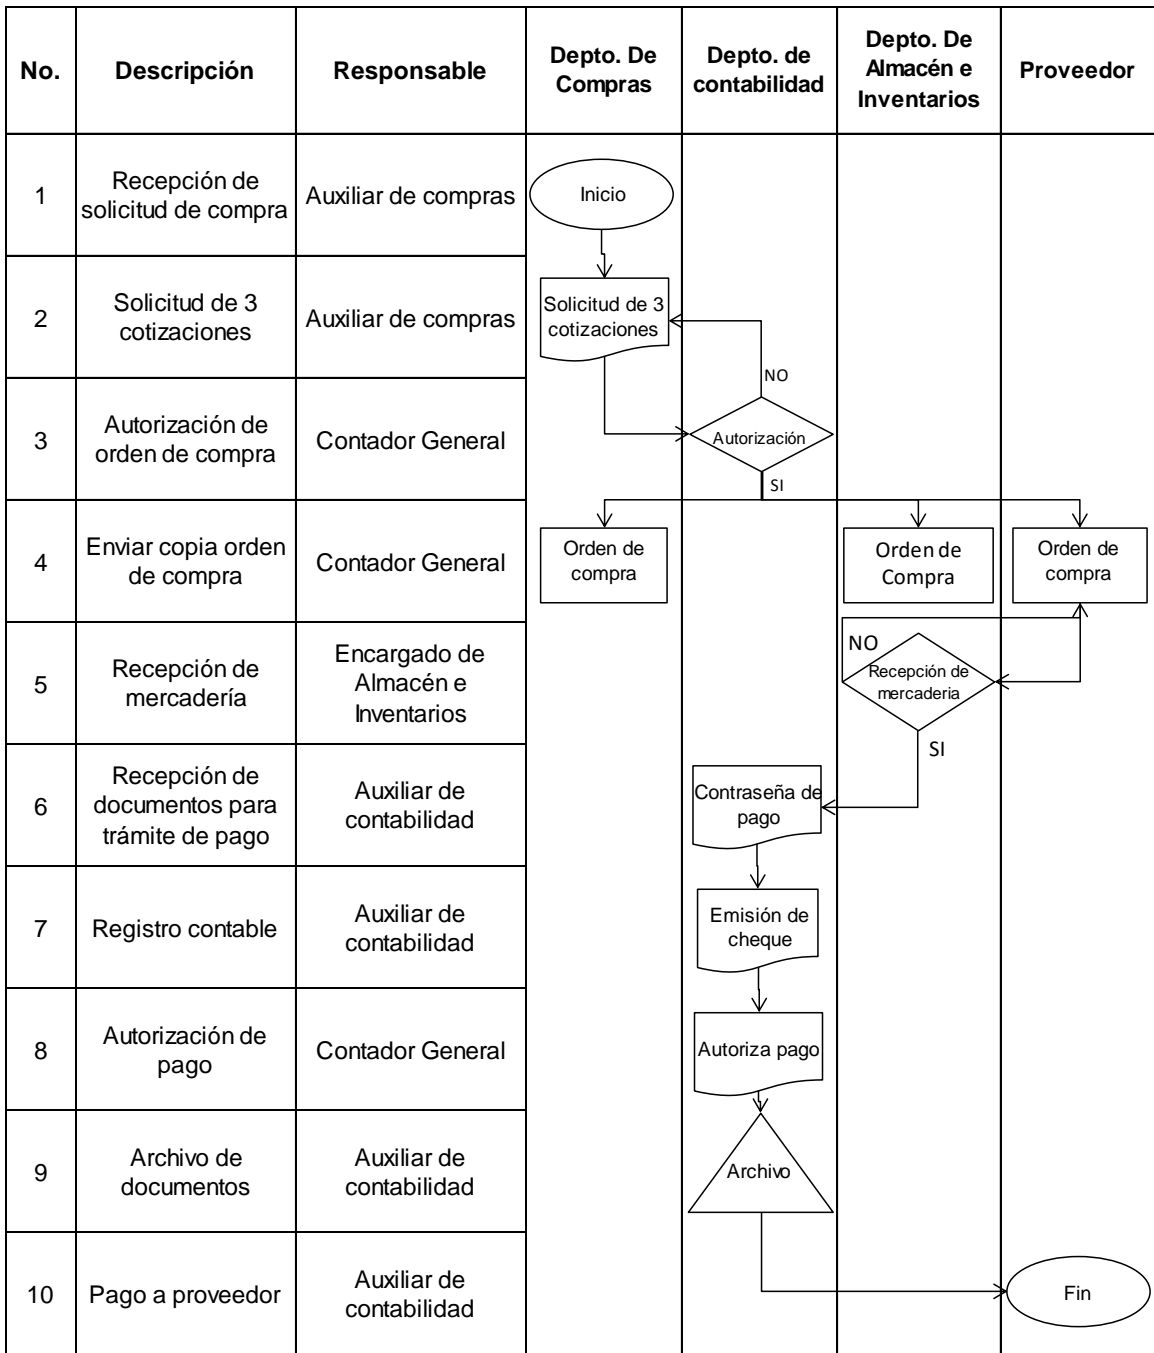 No.
Descripción
Responsable
Depto. De
Compras
Depto. de
contabilidad
Depto. De
Almacén e
Inventarios
Proveedor
1
Recepción de
solicitud de compra
Auxiliar de compras
Inicio
2
Solicitud de 3
cotizaciones
Auxiliar de compras
Solicitud de 3
cotizaciones
NO
3
Autorización de
orden de compra
Contador General
Autorización
SI
4
Enviar copia orden
de compra
Contador General
Orden de
compra
Orden de
Compra
Orden de
compra
5
Recepción de
mercadería
Encargado de
Almacén e
Inventarios
NO
Recepción de
mercaderia
SI
6
Recepción de
documentos para
trámite de pago
Auxiliar de
contabilidad
Contraseña de
pago
7
Registro contable
Auxiliar de
contabilidad
Emisión de
cheque
8
Autorización de
pago
Contador General
Autoriza pago
9
Archivo de
documentos
Auxiliar de
contabilidad
Archivo
10
Pago a proveedor
Auxiliar de
contabilidad
Fin